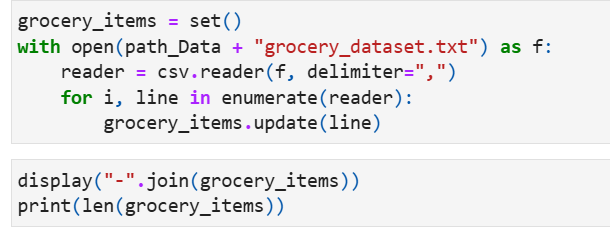 grocery_items = set()
with open(path_Data + "grocery_dataset.txt") as f:
    reader = csv.reader(f, delimiter=",")
    for i, line in enumerate(reader):
        grocery_items.update(line)
display("-".join(grocery_items))
print(len(grocery_items))